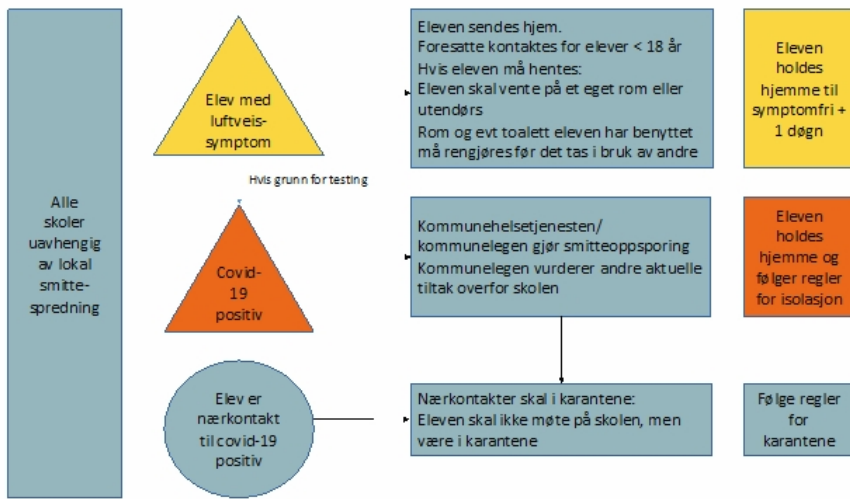 Alle
skoler
uavhengig
av lokal
smitte-
spredning
Elev med
luftveis-
symptom
Eleven sendes hjem.
Foresatte kontaktes for elever < 18 år
Hvis eleven må hentes:
Eleven skal vente på et eget rom eller
utendørs
Rom og evt toalett eleven har benyttet
må rengjøres før det tas i bruk av andre
Eleven
holdes
hjemme til
symptomfri +
1 døgn
Hvis grunn for testing
Covid-
19
positiv
Kommunehelsetjenesten/
kommunelegen gjør smitteoppsporing
Kommunelegen vurderer andre aktuelle
tiltak overfor skolen
Eleven
holdes
hjemme og
følger regler
for isolasjon
Elev er
nærkontakt
til covid-19
positiv
Nærkontakter skal i karantene:
Eleven skal ikke møte på skolen, men
være i karantene
Følge regler
for
karantene